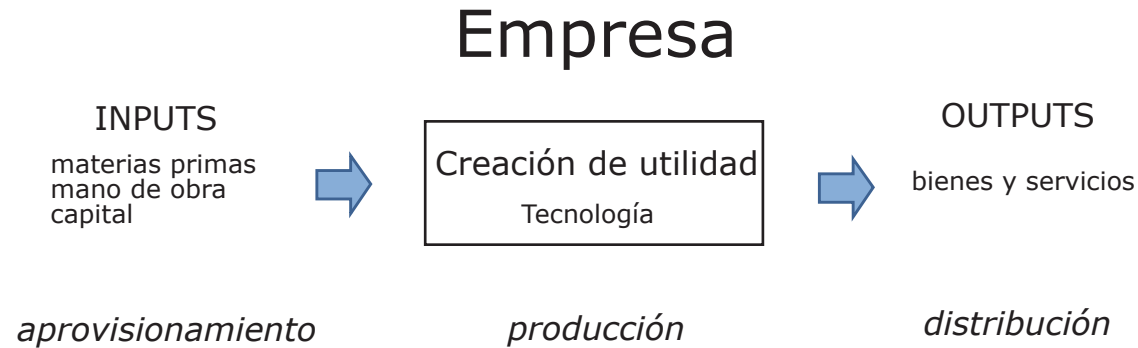 Empresa
INPUTS
materias primas
mano de obra
capital
Creación de utilidad
Tecnología
OUTPUTS
bienes y servicios
aprovisionamiento
producción
distribución